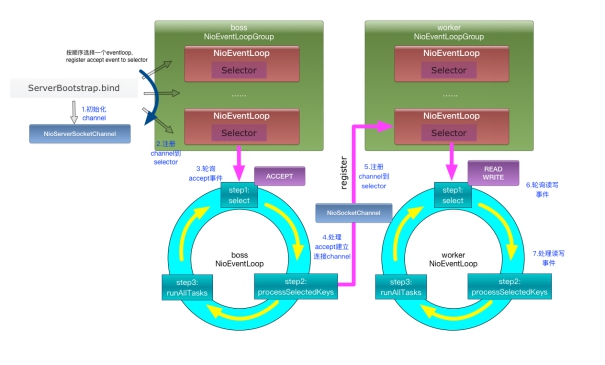 boss
NioEventLoopGroup
NioEventLoop
Selector
......
NioEventLoop
Selector
worker
NioEventLoopGroup
NioEventLoop
Selector
......
NioEventLoop
Selector
按顺序选择一个eventloop,
register accept event to selector
ServerBootstrap.bind
1.初始化
channel
NioServerSocketChannel
2.注册
channel到
selector
3.轮询
accept事件
ACCEPT
step1:
select
boss
NioEventLoop
step3:
runAllTasks
step2:
processSelectedKeys
4.处理
accept建立
连接channel
register
NioSocketChannel
5.注册
channel到
selector
READ
WRITE
6.轮询读写
事件
step1:
select
worker
NioEventLoop
7.处理读写
事件
step3:
runAllTasks
step2:
processSelectedKeys